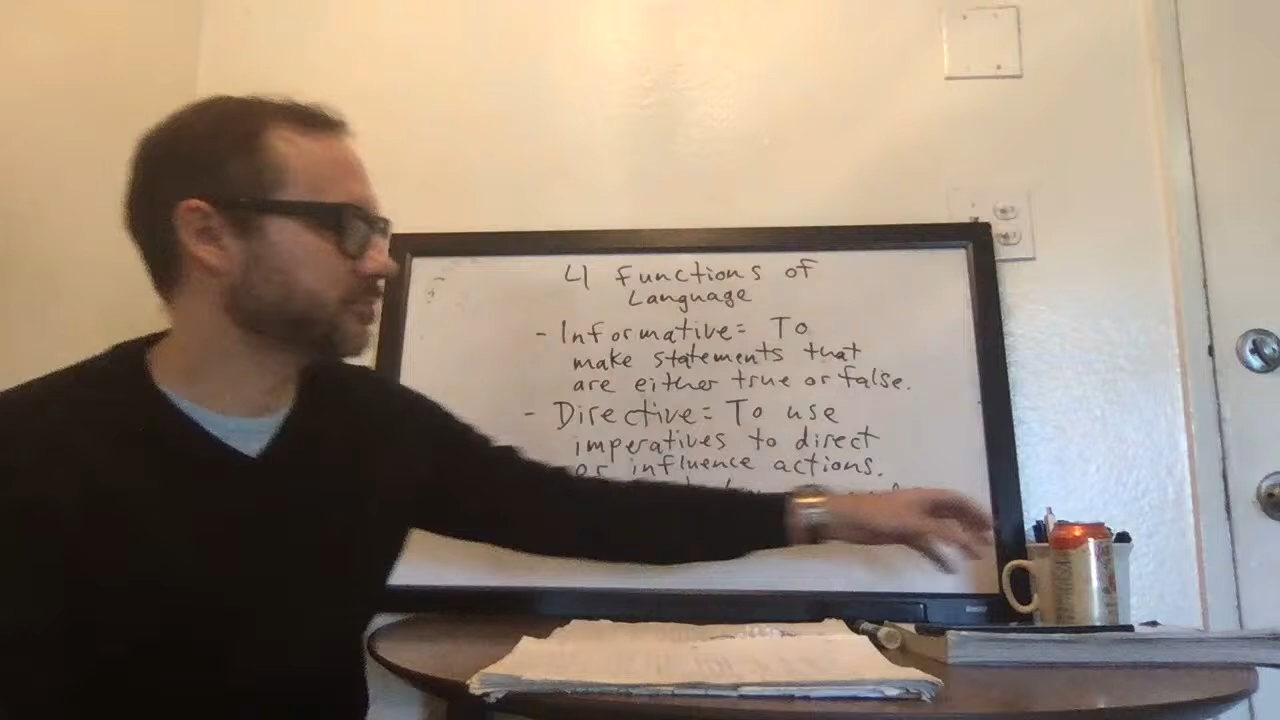 4 Functions of
Language
- Informative = To
make statements that
are either true or false.
- Directive = To use
imperatives to direct
or influence actions.